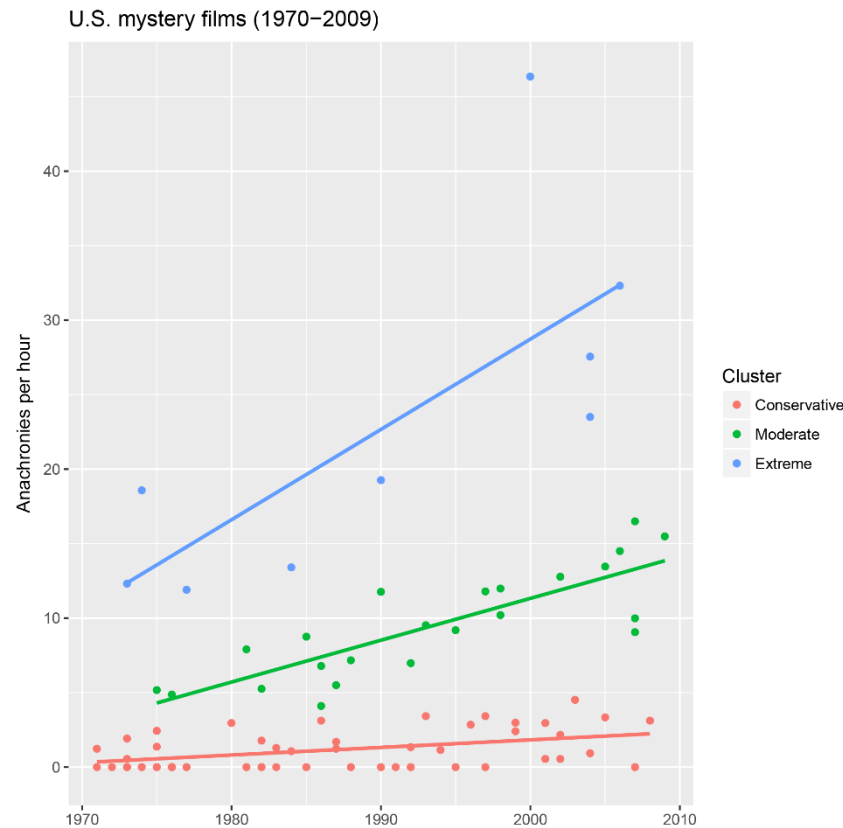 U.S. mystery films (1970−2009)
Anachronies per hour
40
30
20
10
0
1970
1980
1990
2000
2010
Cluster
Conservative
Moderate
Extreme